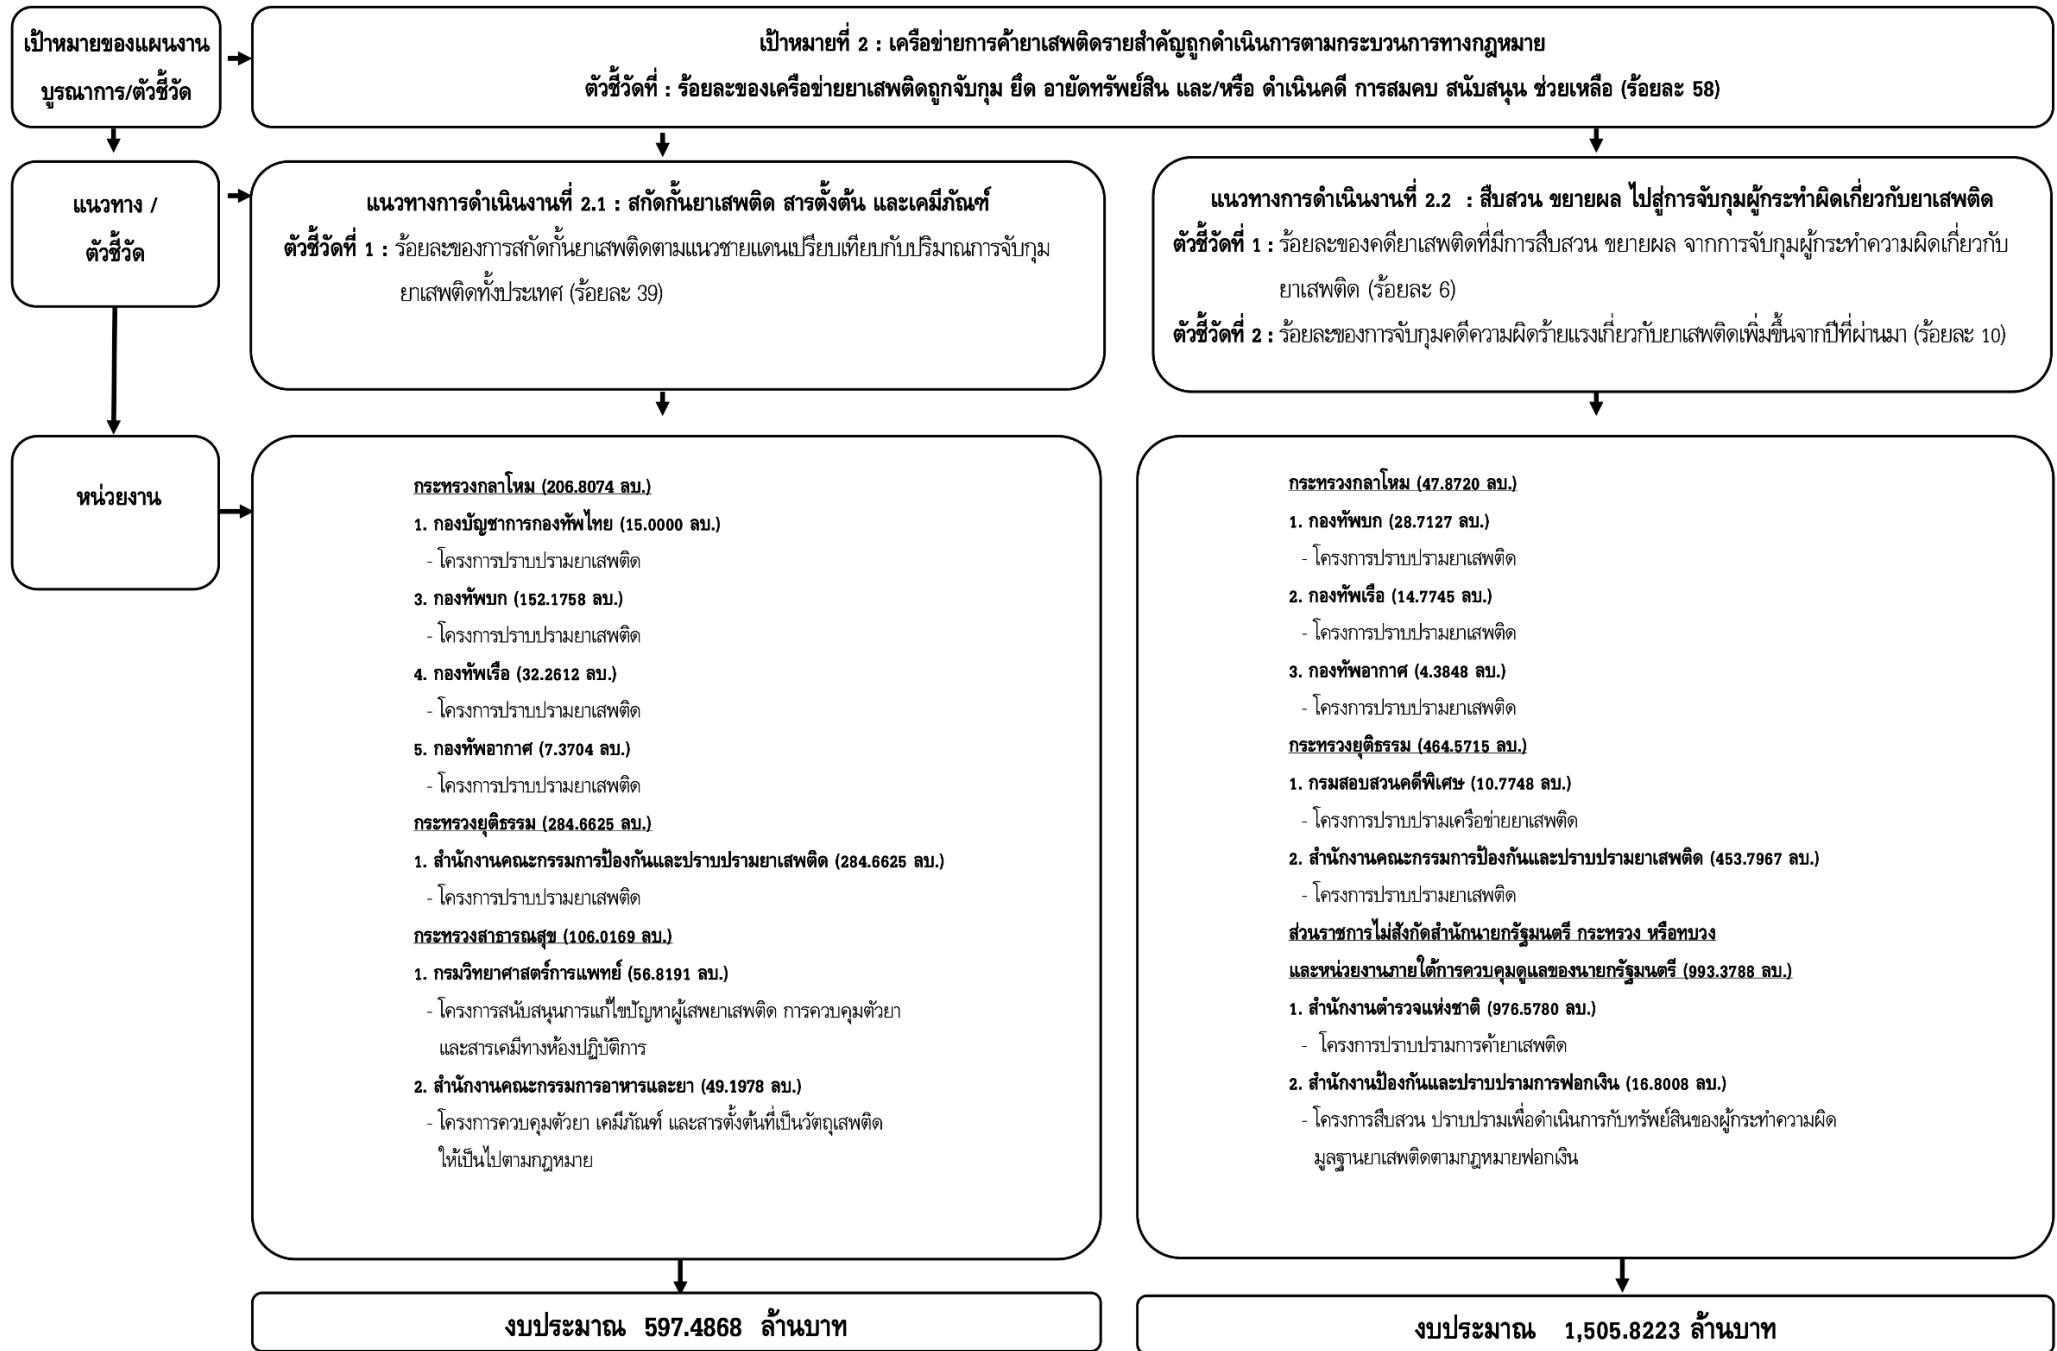 เป้าหมายของแผนงาน
บูรณาการ/ตัวชี้วัด
เป้าหมายที่ 2 : เครือข่ายการค้ายาเสพติดรายสำคัญถูกดำเนินการตามกระบวนการทางกฎหมาย
ตัวชี้วัดที่ : ร้อยละของเครือข่ายยาเสพติดถูกจับกุม ยึด อายัดทรัพย์สิน และ/หรือ ดำเนินคดี การสมคบ สนับสนุน ช่วยเหลือ (ร้อยละ 58)
แนวทาง /
ตัวชี้วัด
แนวทางการดำเนินงานที่ 2.1 : สกัดกั้นยาเสพติด สารตั้งต้น และเคมีภัณฑ์
ตัวชี้วัดที่ 1 : ร้อยละของการสกัดกั้นยาเสพติดตามแนวชายแดนเปรียบเทียบกับปริมาณการจับกุม
ยาเสพติดทั้งประเทศ (ร้อยละ 39)
แนวทางการดำเนินงานที่ 2.2 : สืบสวน ขยายผล ไปสู่การจับกุมผู้กระทำผิดเกี่ยวกับยาเสพติด
ตัวชี้วัดที่ 1 : ร้อยละของคดียาเสพติดที่มีการสืบสวน ขยายผล จากการจับกุมผู้กระทำความผิดเกี่ยวกับ
ยาเสพติด (ร้อยละ 6)
ตัวชี้วัดที่ 2 : ร้อยละของการจับกุมคดีความผิดร้ายแรงเกี่ยวกับยาเสพติดเพิ่มขึ้นจากปีที่ผ่านมา (ร้อยละ 10)
หน่วยงาน
กระทรวงกลาโหม (206.8074 ลบ.)
1. กองบัญชาการกองทัพไทย (15.0000 ลบ.)
- โครงการปราบปรามยาเสพติด
3. กองทัพบก (152.1758 ลบ.)
- โครงการปราบปรามยาเสพติด
4. กองทัพเรือ (32.2612 ลบ.)
- โครงการปราบปรามยาเสพติด
5. กองทัพอากาศ (7.3704 ลบ.)
- โครงการปราบปรามยาเสพติด
กระทรวงยุติธรรม (284.6625 ลบ.)
1. สำนักงานคณะกรรมการป้องกันและปราบปรามยาเสพติด (284.6625 ลบ.)
- โครงการปราบปรามยาเสพติด
กระทรวงสาธารณสุข (106.0169 ลบ.)
1. กรมวิทยาศาสตร์การแพทย์ (56.8191 ลบ.)
- โครงการสนับสนุนการแก้ไขปัญหาผู้เสพยาเสพติด การควบคุมตัวยา
และสารเคมีทางห้องปฏิบัติการ
2. สำนักงานคณะกรรมการอาหารและยา (49.1978 ลบ.)
- โครงการควบคุมตัวยา เคมีภัณฑ์ และสารตั้งต้นที่เป็นวัตถุเสพติด
ให้เป็นไปตามกฎหมาย
กระทรวงกลาโหม (47.8720 ลบ.)
1. กองทัพบก (28.7127 ลบ.)
- โครงการปราบปรามยาเสพติด
2. กองทัพเรือ (14.7745 ลบ.)
- โครงการปราบปรามยาเสพติด
3. กองทัพอากาศ (4.3848 ลบ.)
- โครงการปราบปรามยาเสพติด
กระทรวงยุติธรรม (464.5715 ลบ.)
1. กรมสอบสวนคดีพิเศษ (10.7748 ลบ.)
- โครงการปราบปรามเครือข่ายยาเสพติด
2. สำนักงานคณะกรรมการป้องกันและปราบปรามยาเสพติด (453.7967 ลบ.)
- โครงการปราบปรามยาเสพติด
ส่วนราชการไม่สังกัดสำนักนายกรัฐมนตรี กระทรวง หรือทบวง
และหน่วยงานภายใต้การควบคุมดูแลของนายกรัฐมนตรี (993.3788 ลบ.)
1. สำนักงานตำรวจแห่งชาติ (976.5780 ลบ.)
- โครงการปราบปรามการค้ายาเสพติด
2. สำนักงานป้องกันและปราบปรามการฟอกเงิน (16.8008 ลบ.)
- โครงการสืบสวน ปราบปรามเพื่อดำเนินการกับทรัพย์สินของผู้กระทำความผิด
มูลฐานยาเสพติดตามกฎหมายฟอกเงิน
งบประมาณ 597.4868 ล้านบาท
งบประมาณ 1,505.8223 ล้านบาท